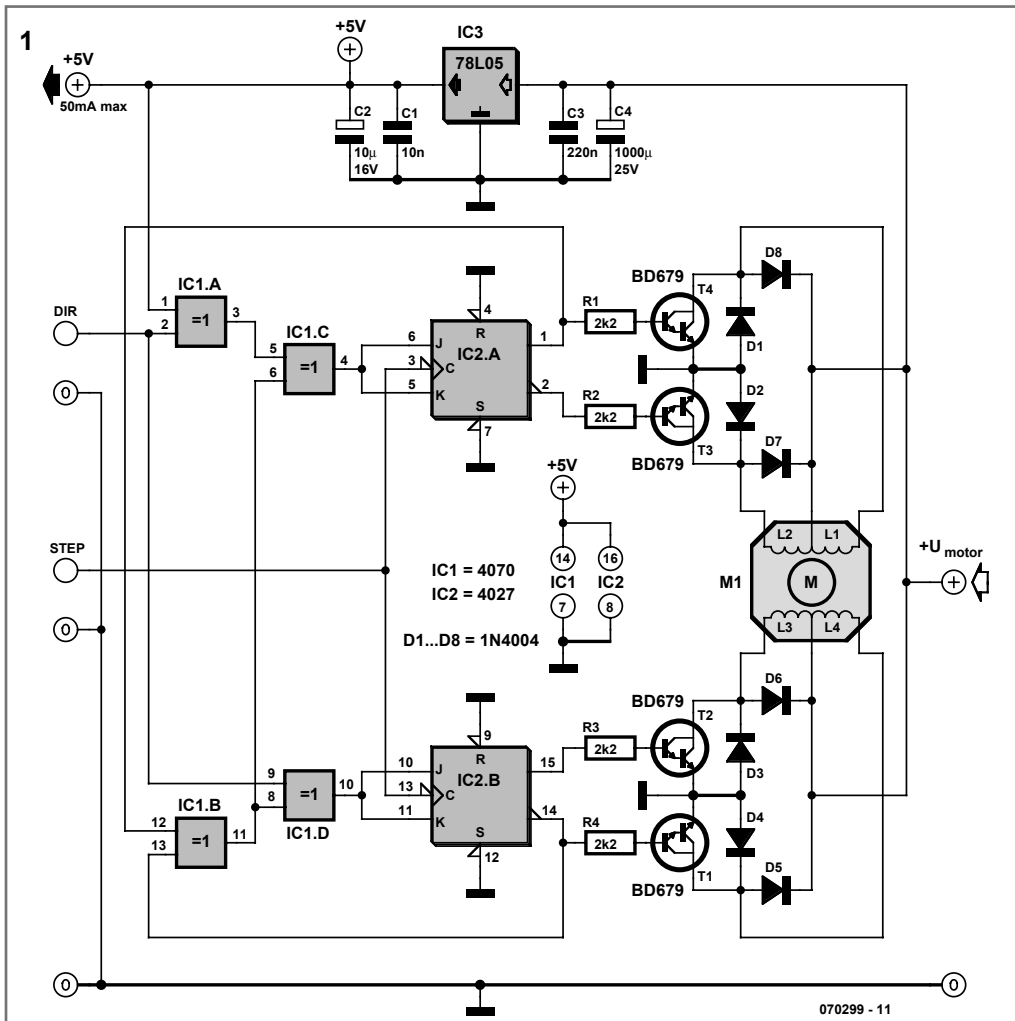 1
+5V
50mA max
+5V
IC3
78L05
C2
10µ
16V
C1
10n
C3
220n
C4
1000µ
25V
DIR
0
IC1.A
1
2
=1
3
IC1.C
5
6
=1
4
4
R
6
J
3
C
5
K
IC2.A
1
2
S
7
R1
2k2
R2
2k2
BD679
T4
T3
BD679
D8
D1
D2
D7
STEP
0
IC1 = 4070
IC2 = 4027
D1...D8 = 1N4004
+5V
14
16
IC1
IC2
7
8
L2
L1
M1
M
L3
L4
+U motor
9
R
10
J
13
C
11
K
IC2.B
15
14
S
12
9
8
=1
10
IC1.D
IC1.B
12
13
=1
11
R3
2k2
R4
2k2
BD679
T2
T1
BD679
D6
D3
D4
D5
0
0
070299 - 11